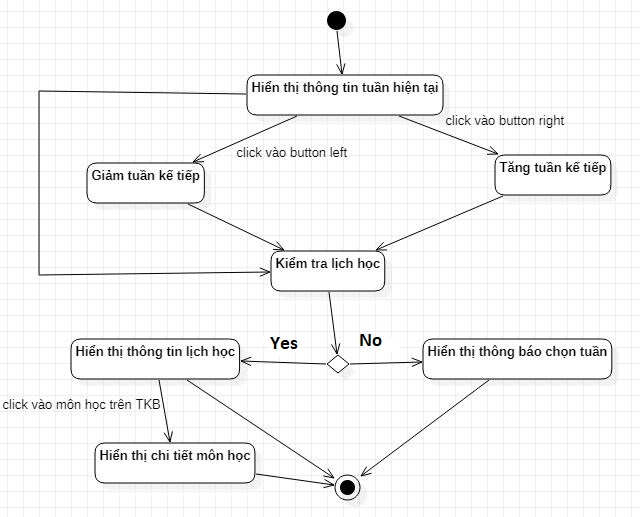 Hiển thị thông tin tuần hiện tại
click vào button right
click vào button left
Giảm tuần kế tiếp
Tăng tuần kế tiếp
Kiểm tra lịch học
Yes
No
Hiển thị thông tin lịch học
Hiển thị thông báo chọn tuần
click vào môn học trên TKB
Hiển thị chi tiết môn học